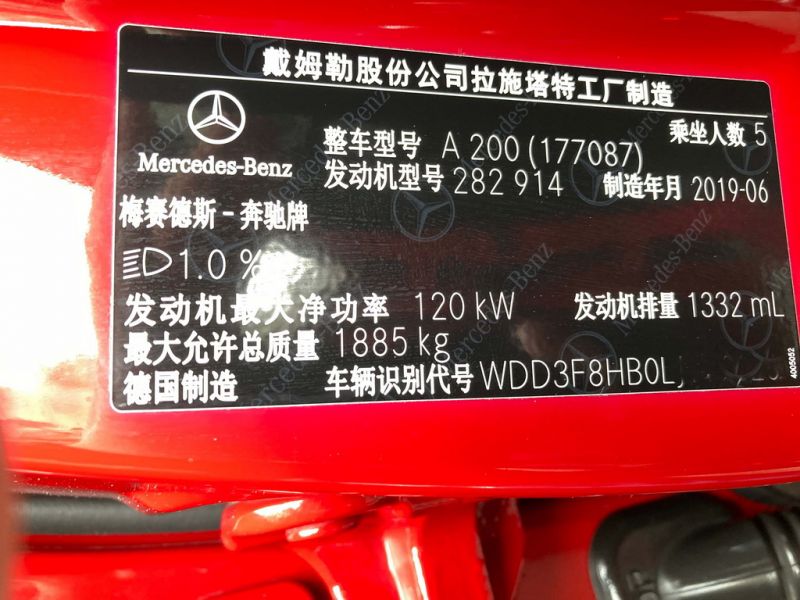 戴姆勒股份公司拉施塔特工厂制造
Mercedes-Benz
整车型号 A 200 (177087) 乘坐人数 5
发动机型号 282 914 制造年月 2019-06
梅赛德斯 - 奔驰牌
1.0 %
发动机最大净功率 120 kW 发动机排量 1332 mL
最大允许总质量 1885 kg
德国制造 车辆识别代号 WDD3F8HB0L
4005052